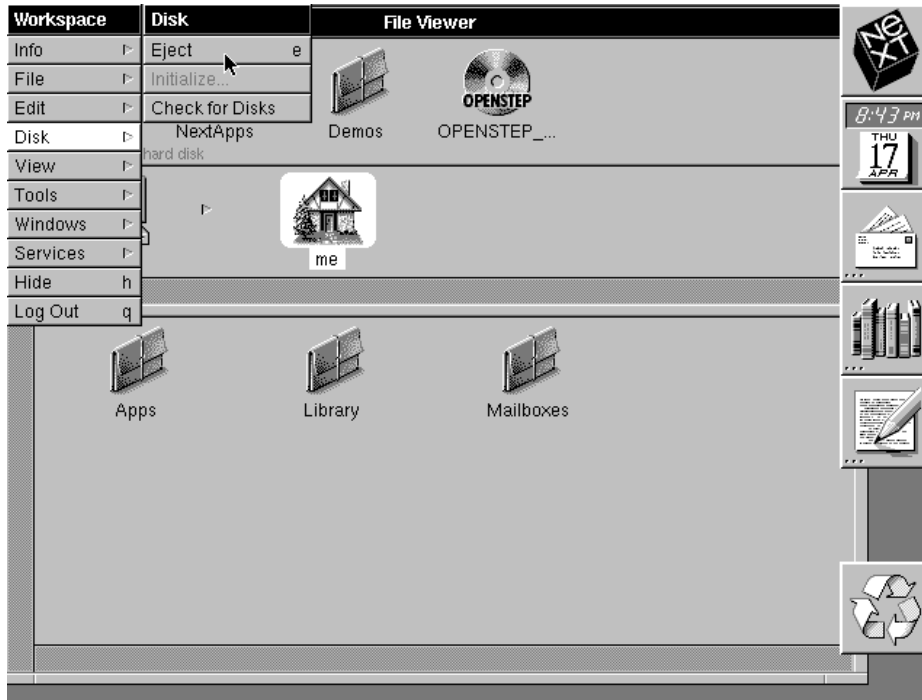 Workspace
Info
File
Edit
Disk
View
Tools
Windows
Services
Hide h
Log Out q
Disk
Eject e
Initialize...
Check for Disks
File Viewer
NextApps
Demos
OPENSTEP
OPENSTEP_...
hard disk
me
Apps
Library
Mailboxes
NeXT
8:43 PM
THU
17
APR